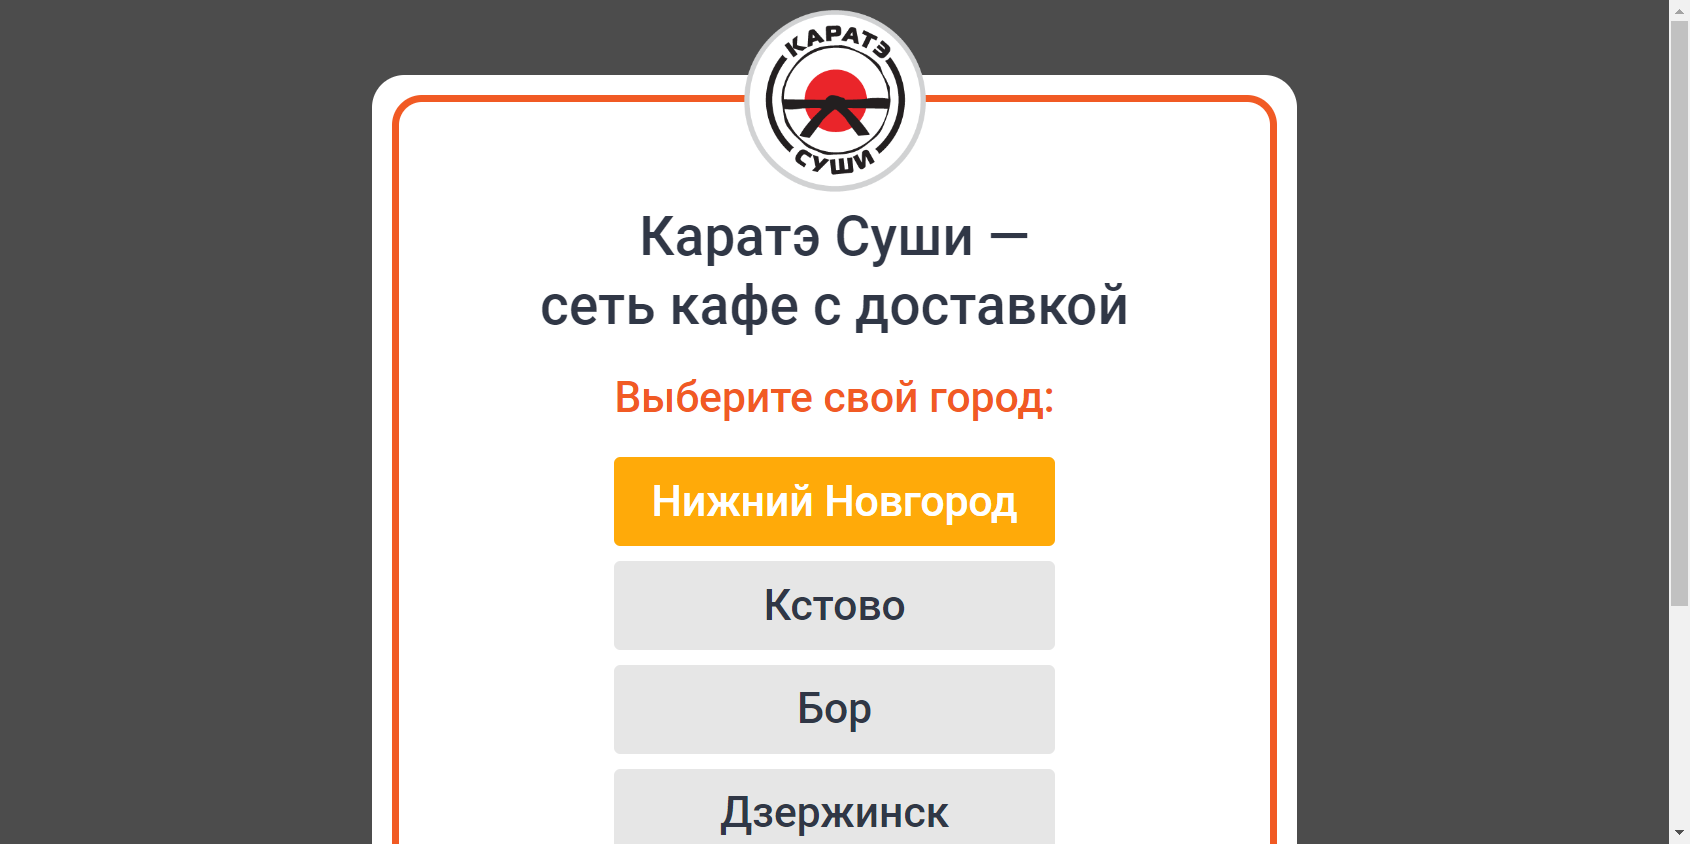 КАРАТЭ
СУШИ
Каратэ Суши —
сеть кафе с доставкой
Выберите свой город:
Нижний Новгород
Кстово
Бор
Дзержинск